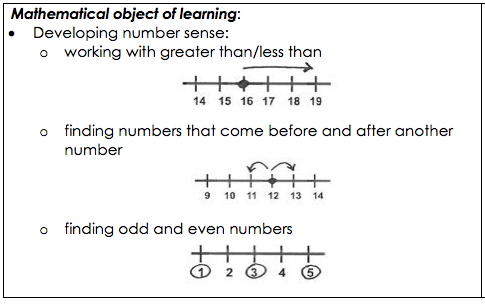 Mathematical object of learning:
• Developing number sense:
o working with greater than/less than
14 15 16 17 18 19
o finding numbers that come before and after another
number
9 10 11 12 13 14
o finding odd and even numbers
1 2 3 4 5